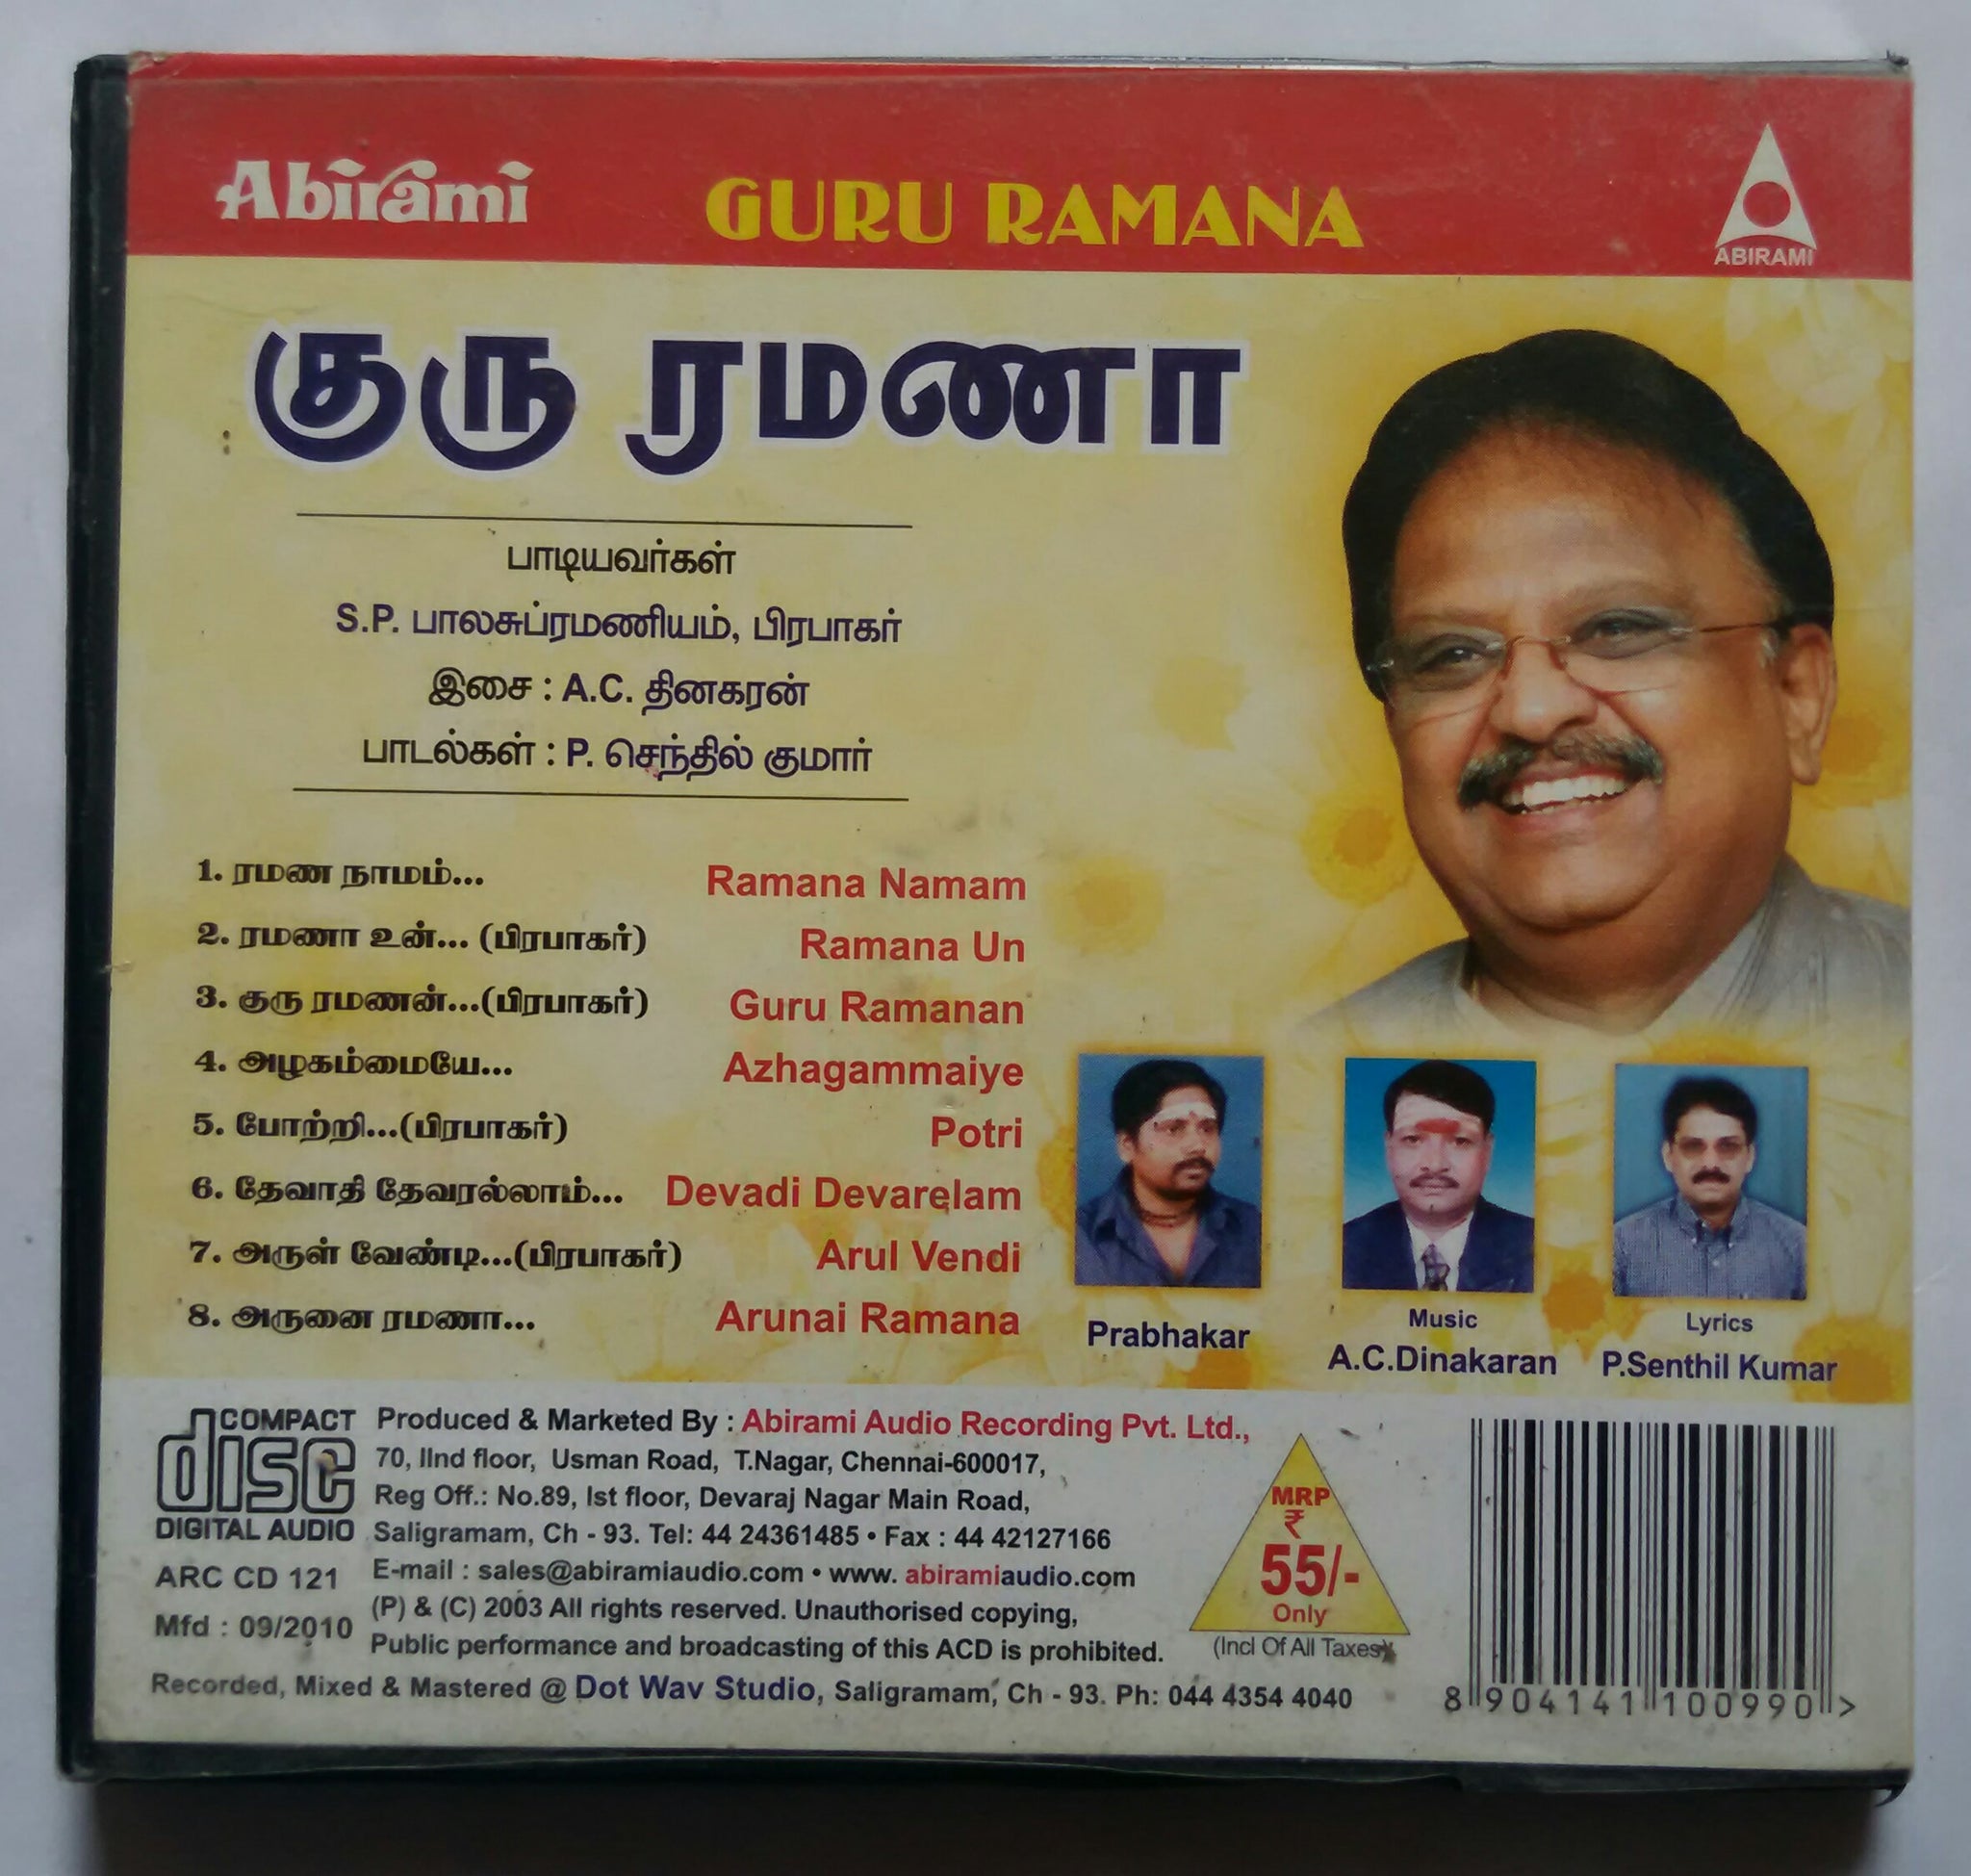 Abirami
GURU RAMANA
ABIRAMI
குரு ரமணா
பாடியவர்கள்
S.P. பாலசுப்ரமணியம், பிரபாகர்
இசை : A.C. தினகரன்
பாடல்கள் : P. செந்தில் குமார்
1. ரமண நாமம்... Ramana Namam
2. ரமணா உன்... (பிரபாகர்) Ramana Un
3. குரு ரமணன்...(பிரபாகர்) Guru Ramanan
4. அழகம்மையே... Azhagammaiye
5. போற்றி...(பிரபாகர்) Potri
6. தேவாதி தேவரல்லாம்... Devadi Devarelam
7. அருள் வேண்டி...(பிரபாகர்) Arul Vendi
8. அருனை ரமணா... Arunai Ramana
Prabhakar
Music
A.C.Dinakaran
Lyrics
P.Senthil Kumar
COMPACT
disc
DIGITAL AUDIO
ARC CD 121
Mfd : 09/2010
Produced & Marketed By : Abirami Audio Recording Pvt. Ltd.,
70, IInd floor, Usman Road, T.Nagar, Chennai-600017,
Reg Off.: No.89, Ist floor, Devaraj Nagar Main Road,
Saligramam, Ch - 93. Tel: 44 24361485 • Fax : 44 42127166
E-mail : sales@abiramiaudio.com • www. abiramiaudio.com
(P) & (C) 2003 All rights reserved. Unauthorised copying,
Public performance and broadcasting of this ACD is prohibited.
Recorded, Mixed & Mastered @ Dot Wav Studio, Saligramam, Ch - 93. Ph: 044 4354 4040
MRP
₹
55/-
Only
(Incl Of All Taxes)
8 904141 100990 >